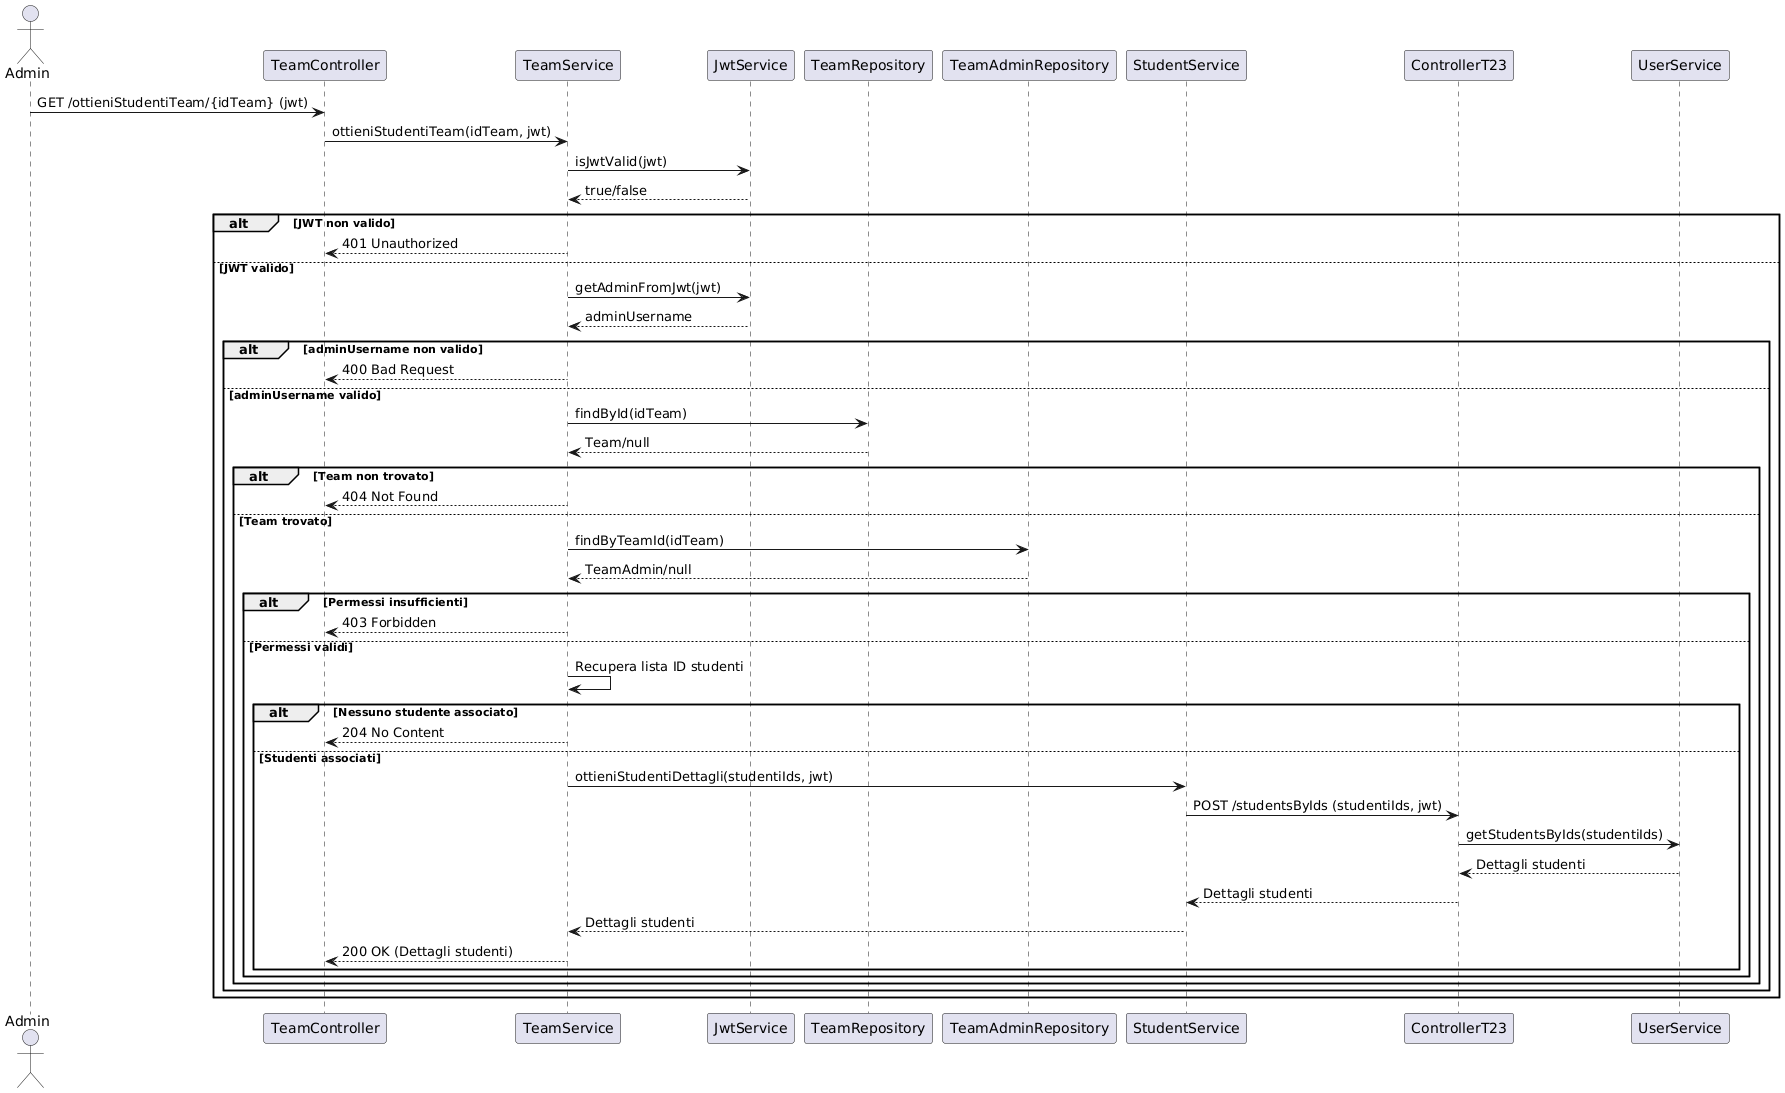 Admin
TeamController
TeamService
JwtService
TeamRepository
TeamAdminRepository
StudentService
ControllerT23
UserService
GET /ottieniStudentiTeam/{idTeam} (jwt)
ottieniStudentiTeam(idTeam, jwt)
isJwtValid(jwt)
true/false
alt
[JWT non valido]
401 Unauthorized
[JWT valido]
getAdminFromJwt(jwt)
adminUsername
alt
[adminUsername non valido]
400 Bad Request
[adminUsername valido]
findById(idTeam)
Team/null
alt
[Team non trovato]
404 Not Found
[Team trovato]
findByTeamId(idTeam)
TeamAdmin/null
alt
[Permessi insufficienti]
403 Forbidden
[Permessi validi]
Recupera lista ID studenti
alt
[Nessuno studente associato]
204 No Content
[Studenti associati]
ottieniStudentiDettagli(studentiIds, jwt)
POST /studentsByIds (studentiIds, jwt)
getStudentsByIds(studentiIds)
Dettagli studenti
Dettagli studenti
Dettagli studenti
200 OK (Dettagli studenti)
Admin
TeamController
TeamService
JwtService
TeamRepository
TeamAdminRepository
StudentService
ControllerT23
UserService